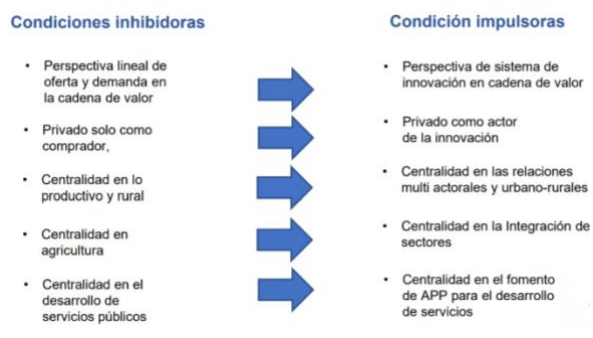 Condiciones inhibidoras
• Perspectiva lineal de
oferta y demanda en
la cadena de valor
• Privado solo como
comprador,
• Centralidad en lo
productivo y rural
• Centralidad en
agricultura
• Centralidad en el
desarrollo de
servicios públicos
Condición impulsoras
• Perspectiva de sistema de
innovación en cadena de valor
• Privado como actor
de la innovación
• Centralidad en las relaciones
multi actorales y urbano-rurales
• Centralidad en la Integración de
sectores
• Centralidad en el fomento
de APP para el desarrollo
de servicios